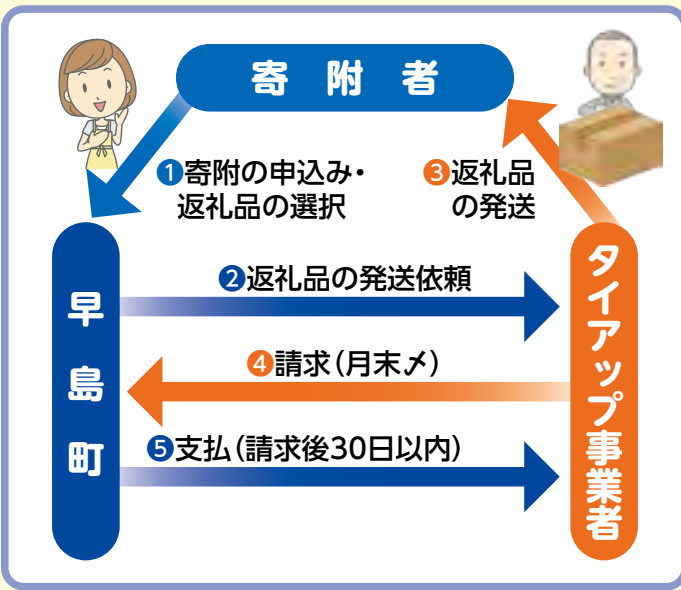 寄附者
❶寄附の申込み・
返礼品の選択
❸返礼品
の発送
早島町
❷返礼品の発送依頼
タイアップ事業者
❹請求（月末〆）
❺支払（請求後30日以内）